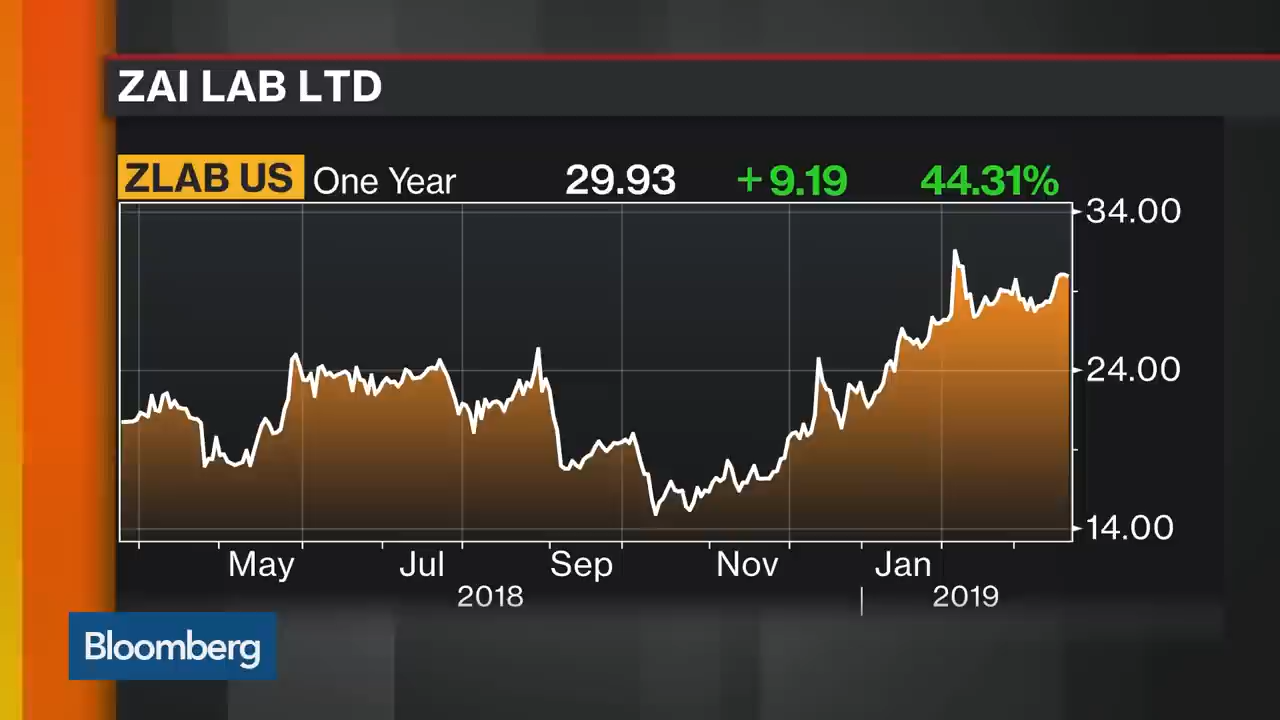 ZAI LAB LTD
ZLAB US One Year 29.93 +9.19 44.31%
34.00
24.00
14.00
May Jul Sep Nov Jan
2018 2019
Bloomberg